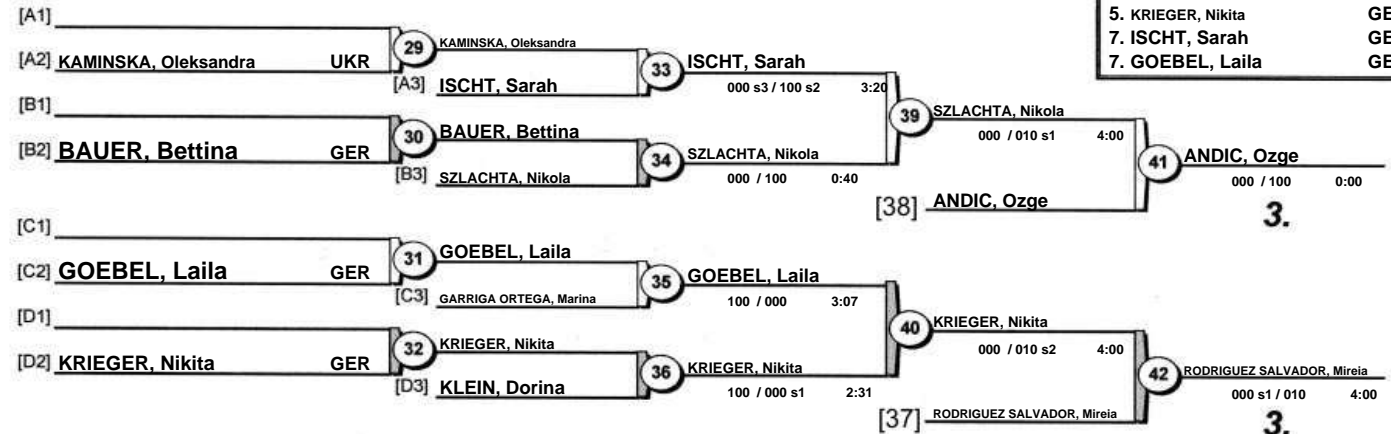 5. KRIEGER, Nikita GE
7. ISCHT, Sarah GE
7. GOEBEL, Laila GE
[A1]
[A2] KAMINSKA, Oleksandra UKR
29 KAMINSKA, Oleksandra
[A3] ISCHT, Sarah
33 ISCHT, Sarah
000 s3 / 100 s2 3:20
[B1]
[B2] BAUER, Bettina GER
30 BAUER, Bettina
[B3] SZLACHTA, Nikola
34 SZLACHTA, Nikola
000 / 100 0:40
39 SZLACHTA, Nikola
000 / 010 s1 4:00
[38] ANDIC, Ozge
41 ANDIC, Ozge
000 / 100 0:00
3.
[C1]
[C2] GOEBEL, Laila GER
31 GOEBEL, Laila
[C3] GARRIGA ORTEGA, Marina
35 GOEBEL, Laila
100 / 000 3:07
[D1]
[D2] KRIEGER, Nikita GER
32 KRIEGER, Nikita
[D3] KLEIN, Dorina
36 KRIEGER, Nikita
100 / 000 s1 2:31
40 KRIEGER, Nikita
000 / 010 s2 4:00
[37] RODRIGUEZ SALVADOR, Mireia
42 RODRIGUEZ SALVADOR, Mireia
000 s1 / 010 4:00
3.